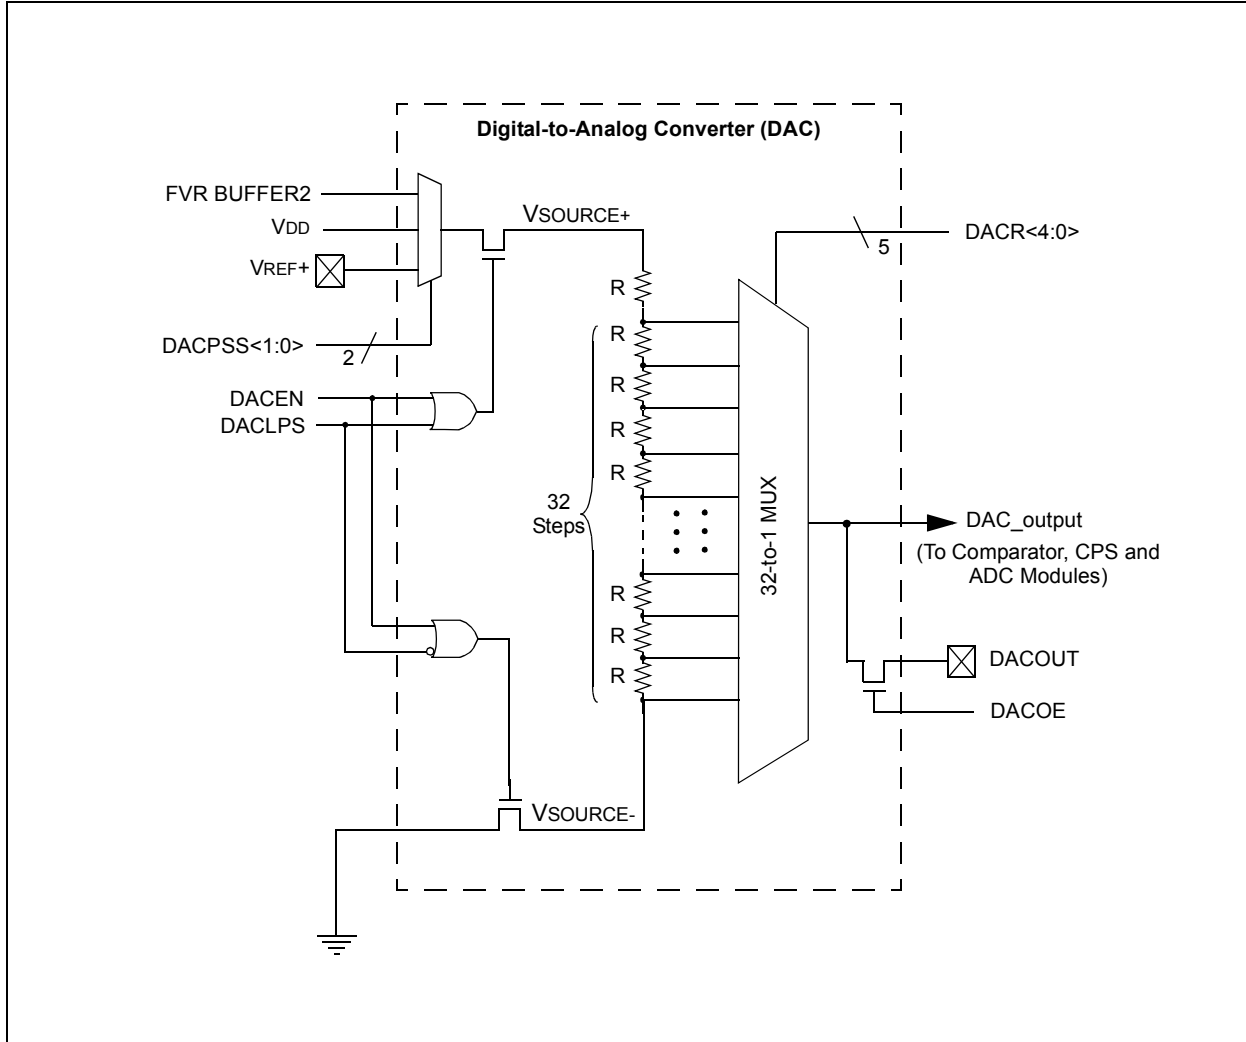 Digital-to-Analog Converter (DAC)
FVR BUFFER2
VDD
VREF+
VSOURCE+
DACR<4:0>
5
DACPSS<1:0>
2
DACEN
DACLPS
R
R
R
R
R
32
Steps
R
R
R
32-to-1 MUX
DAC_output
(To Comparator, CPS and
ADC Modules)
DACOUT
DACOE
VSOURCE-